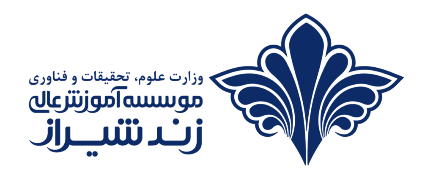 وزارت علوم، تحقیقات و فناوری
موسسه آموزش عالی
زند شیراز